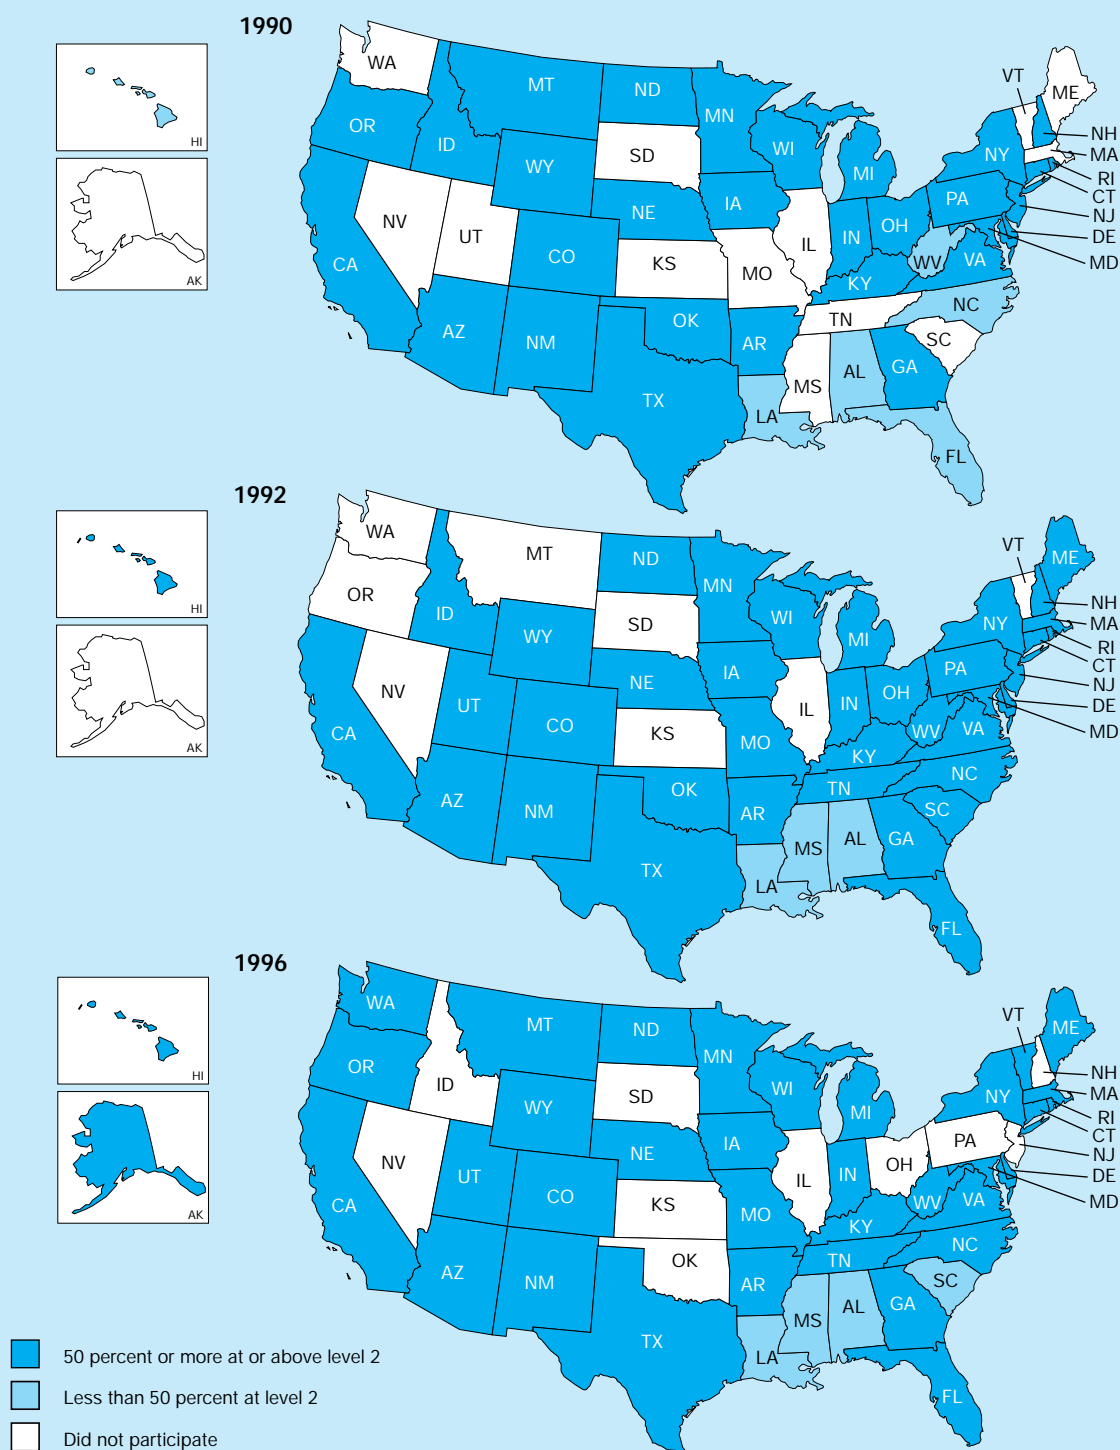 1990
WA
MT
ND
MN
VT
ME
OR
ID
WY
SD
WI
MI
NY
NH
MA
RI
CT
NJ
DE
MD
HI
AK
NV
UT
CO
NE
IA
IL
IN
OH
PA
CA
AZ
NM
KS
MO
KY
WV
VA
OK
AR
TN
NC
SC
TX
LA
MS
AL
GA
FL
1992
WA
MT
ND
MN
VT
ME
OR
ID
WY
SD
WI
MI
NY
NH
MA
RI
CT
NJ
DE
MD
HI
AK
NV
UT
CO
NE
IA
IL
IN
OH
PA
CA
AZ
NM
KS
MO
KY
WV
VA
OK
AR
TN
NC
SC
TX
LA
MS
AL
GA
FL
1996
WA
MT
ND
MN
VT
ME
OR
ID
WY
SD
WI
MI
NY
NH
MA
RI
CT
NJ
DE
MD
HI
AK
NV
UT
CO
NE
IA
IL
IN
OH
PA
CA
AZ
NM
KS
MO
KY
WV
VA
OK
AR
TN
NC
SC
TX
LA
MS
AL
GA
FL
50 percent or more at or above level 2
Less than 50 percent at level 2
Did not participate